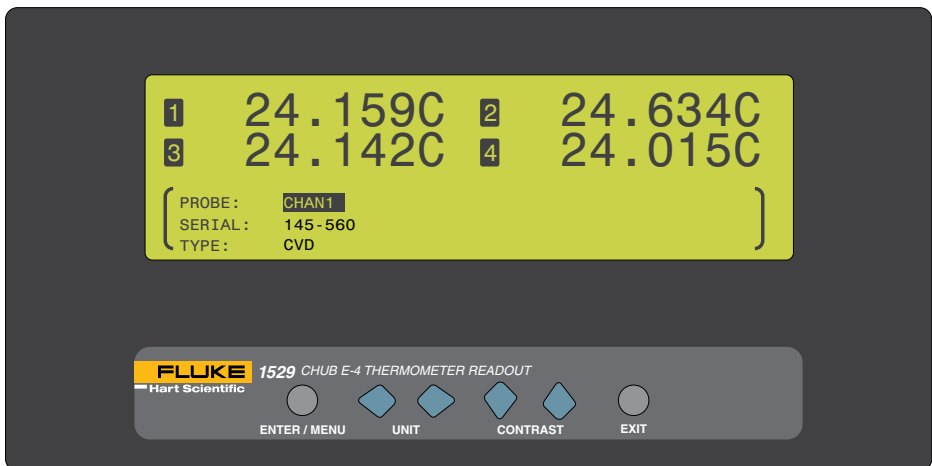 1 24.159C 2 24.634C
3 24.142C 4 24.015C
PROBE: CHAN1
SERIAL: 145-560
TYPE: CVD
FLUKE 1529 CHUB E-4 THERMOMETER READOUT
Hart Scientific
ENTER / MENU UNIT CONTRAST EXIT